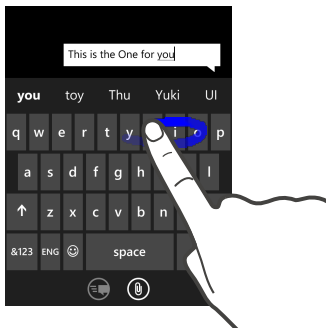 This is the One for you
you toy Thu Yuki UI
q w e r t y i o p
a s d f g h l
z x c v b n
&123 ENG space